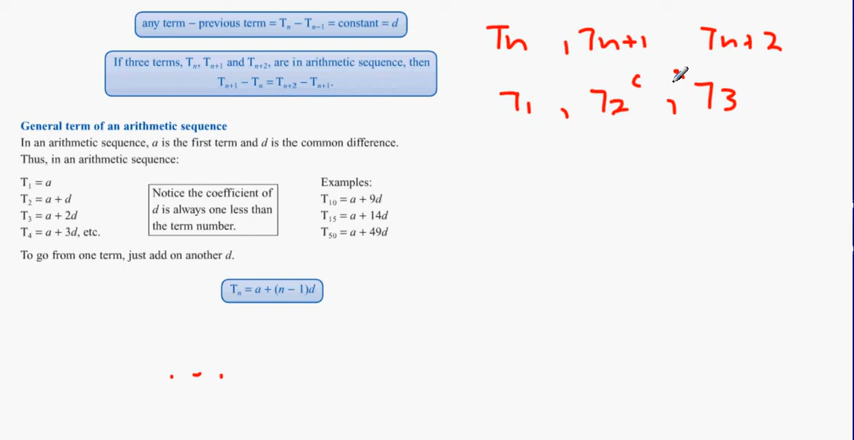 any term – previous term = Tₙ – Tₙ₋₁ = constant = d
If three terms, Tₙ, Tₙ₊₁ and Tₙ₊₂, are in arithmetic sequence, then
Tₙ₊₁ – Tₙ = Tₙ₊₂ – Tₙ₊₁.
General term of an arithmetic sequence
In an arithmetic sequence, a is the first term and d is the common difference.
Thus, in an arithmetic sequence:
T₁ = a
T₂ = a + d
T₃ = a + 2d
T₄ = a + 3d, etc.
Notice the coefficient of
d is always one less than
the term number.
Examples:
T₁₀ = a + 9d
T₁₅ = a + 14d
T₅₀ = a + 49d
To go from one term, just add on another d.
Tₙ = a + (n – 1)d
Tn , Tn+1 Tn+2
T1 , T2 , T3